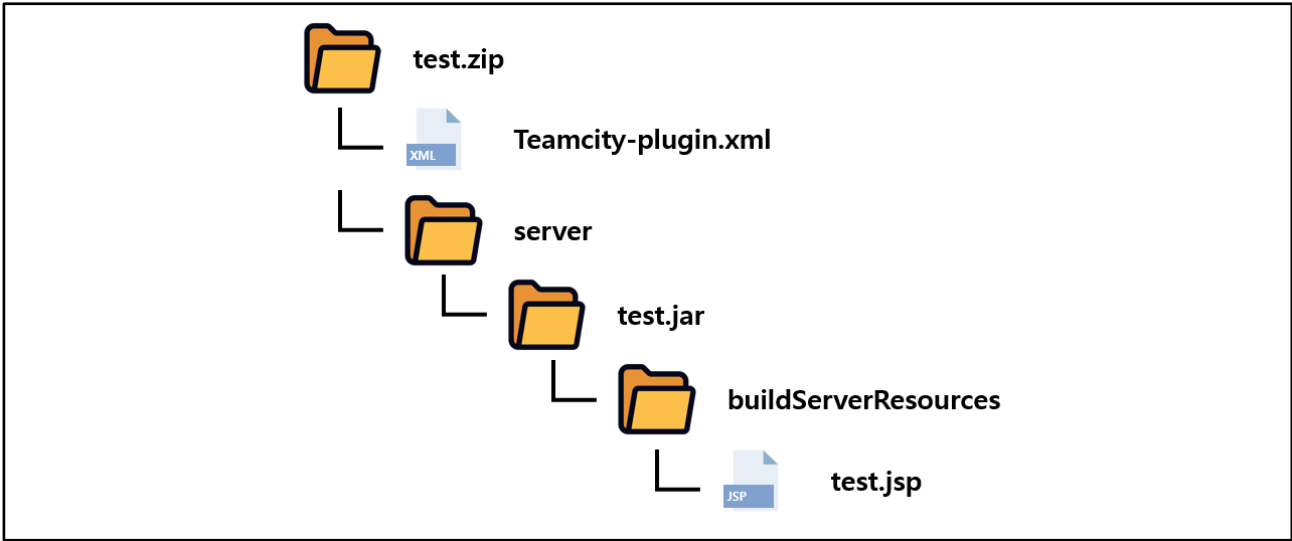 test.zip
XML
Teamcity-plugin.xml
server
test.jar
buildServerResources
JSP
test.jsp